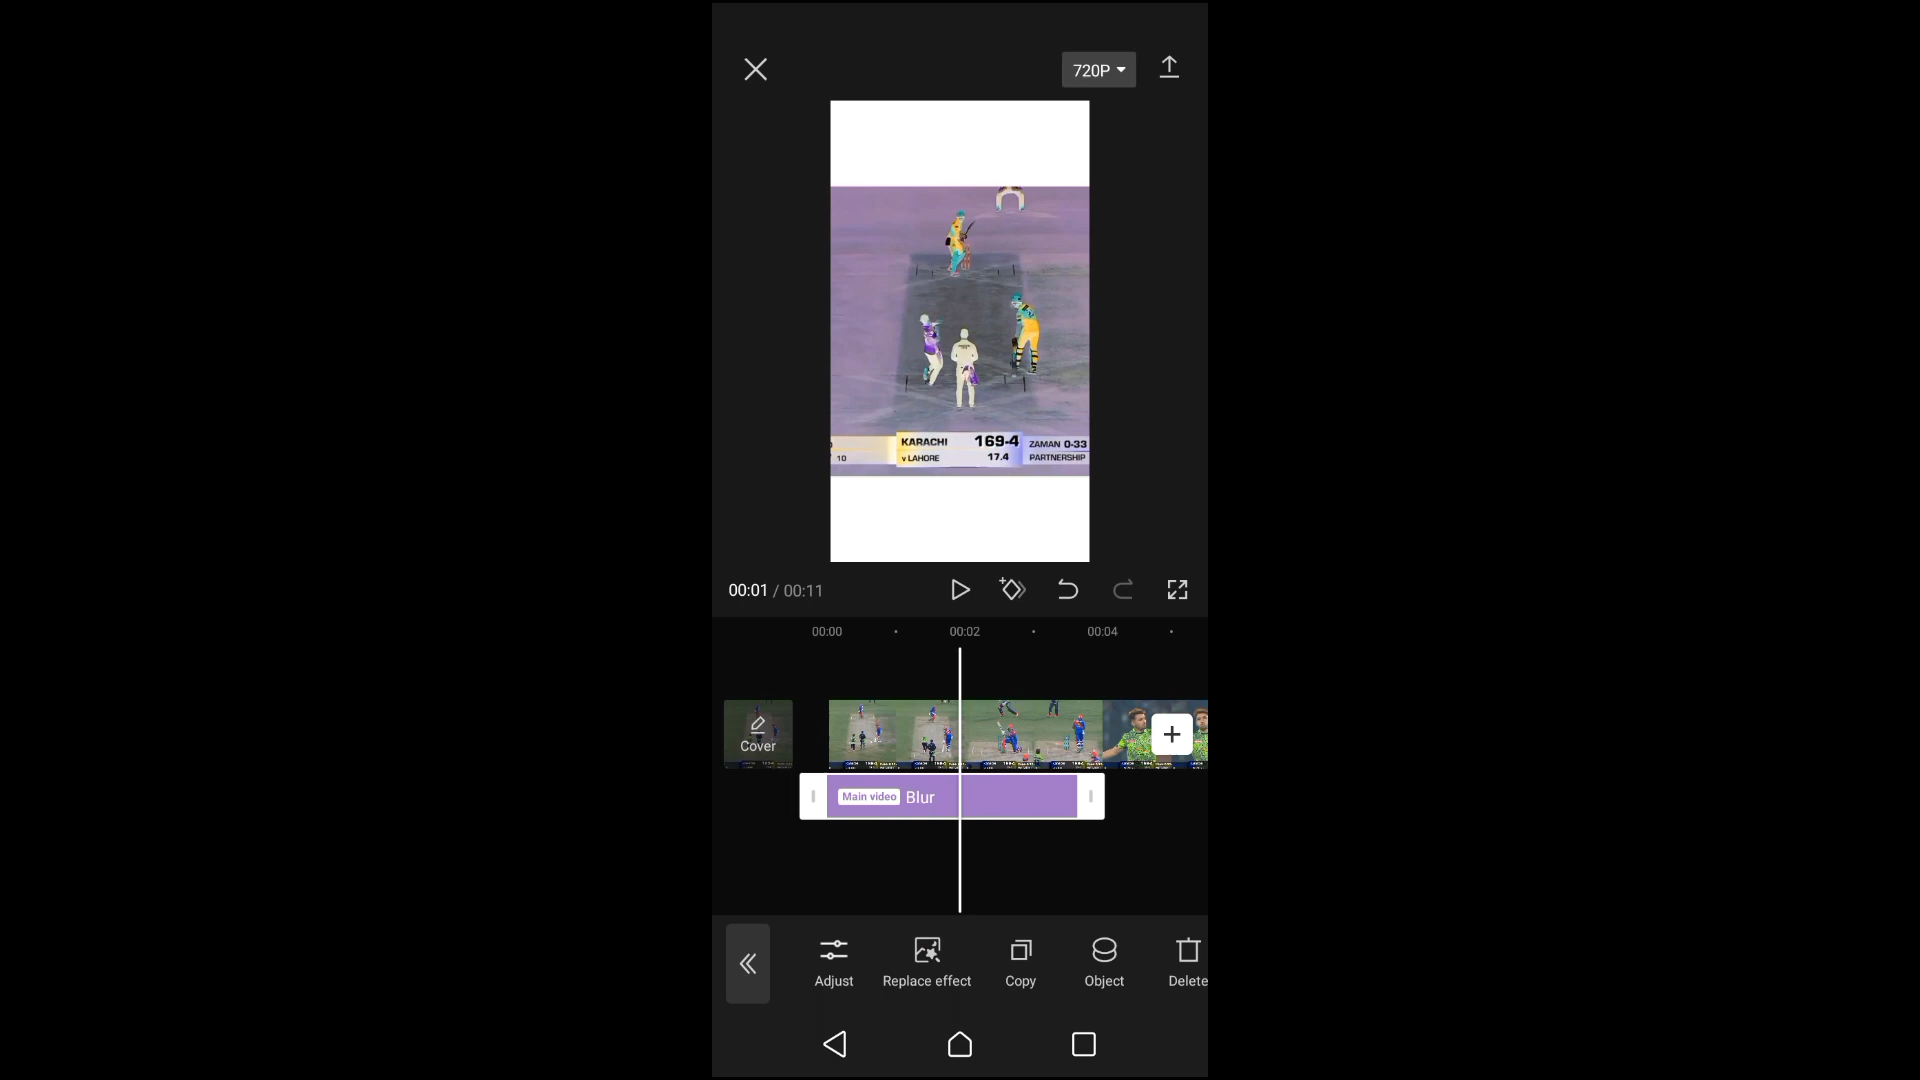 720P
KARACHI 169-4 ZAMAN 0-33
10 v LAHORE 17.4 PARTNERSHIP
00:01 / 00:11
00:00 00:02 00:04
Cover
Main video Blur
Adjust Replace effect Copy Object Delete